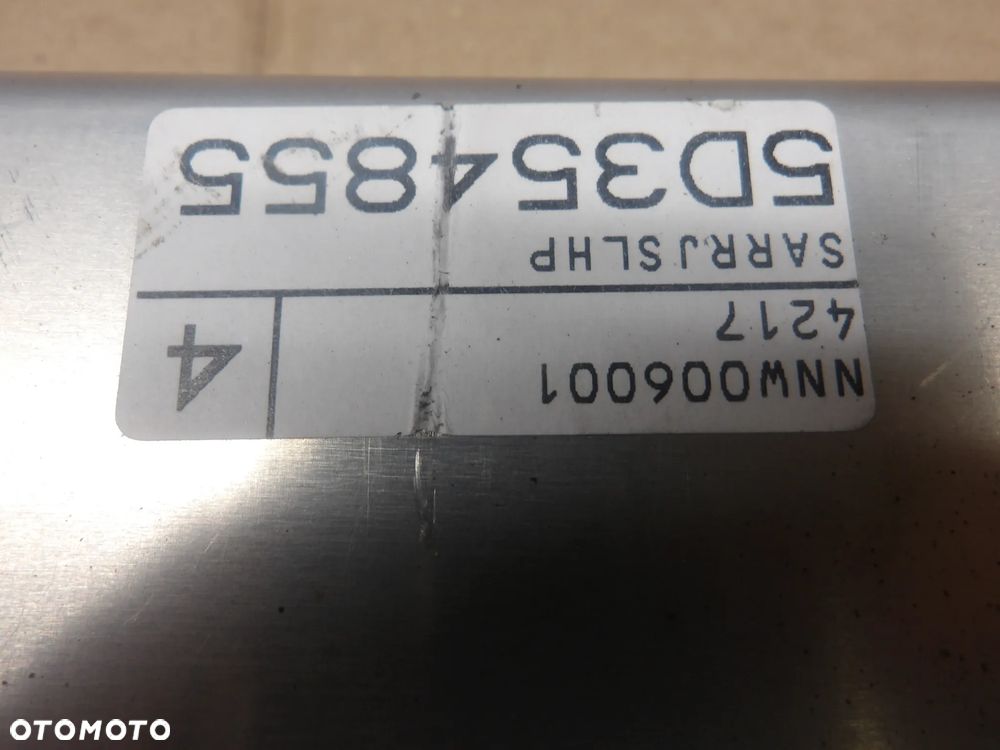 NNW006001
4217
4
SARRJSLHP
5D354855
OTOMOTO